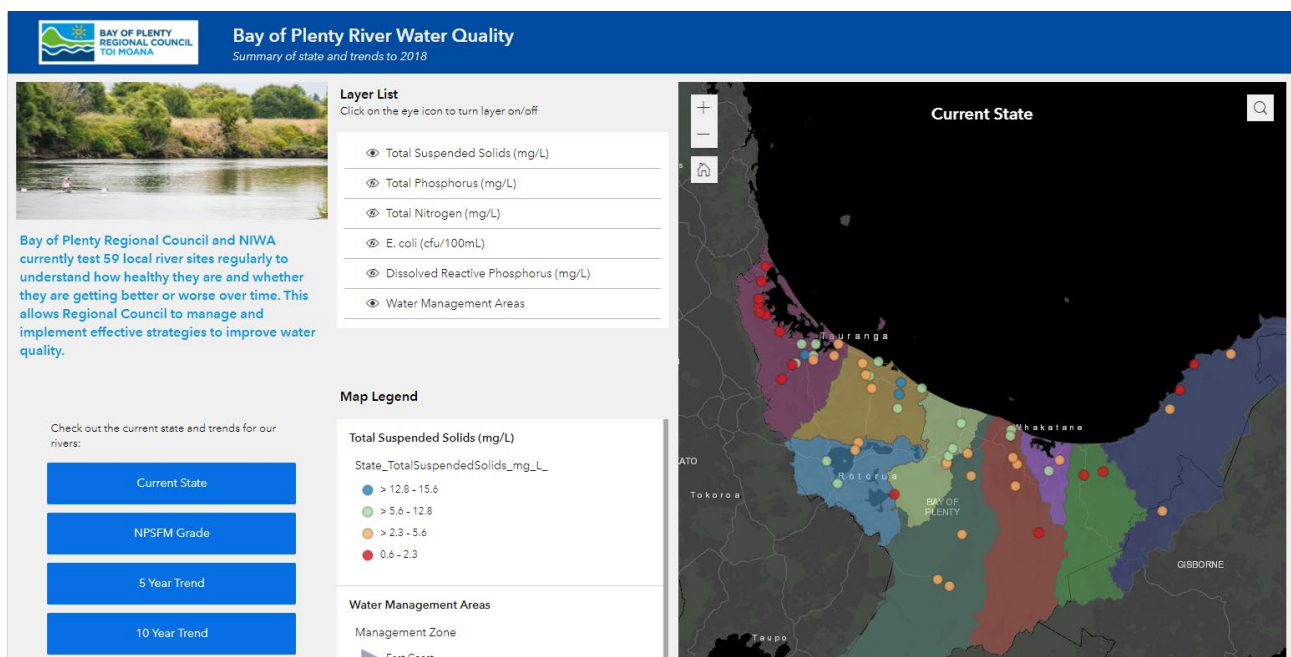 BAY OF PLENTY
REGIONAL COUNCIL
TOI MOANA
Bay of Plenty River Water Quality
Summary of state and trends to 2018
Bay of Plenty Regional Council and NIWA
currently test 59 local river sites regularly to
understand how healthy they are and whether
they are getting better or worse over time. This
allows Regional Council to manage and
implement effective strategies to improve water
quality.
Check out the current state and trends for our
rivers:
Current State
NPSFM Grade
5 Year Trend
10 Year Trend
Layer List
Click on the eye icon to turn layer on/off
Total Suspended Solids (mg/L)
Total Phosphorus (mg/L)
Total Nitrogen (mg/L)
E. coli (cfu/100mL)
Dissolved Reactive Phosphorus (mg/L)
Water Management Areas
Map Legend
Total Suspended Solids (mg/L)
State_TotalSuspendedSolids_mg_L_
> 12.8 - 15.6
> 5.6 - 12.8
> 2.3 - 5.6
0.6 - 2.3
Water Management Areas
Management Zone
East Coast
Current State
Tauranga
Whakatane
KATO
Rotorua
Tokoroa
BAY OF
PLENTY
GISBORNE
Taupo